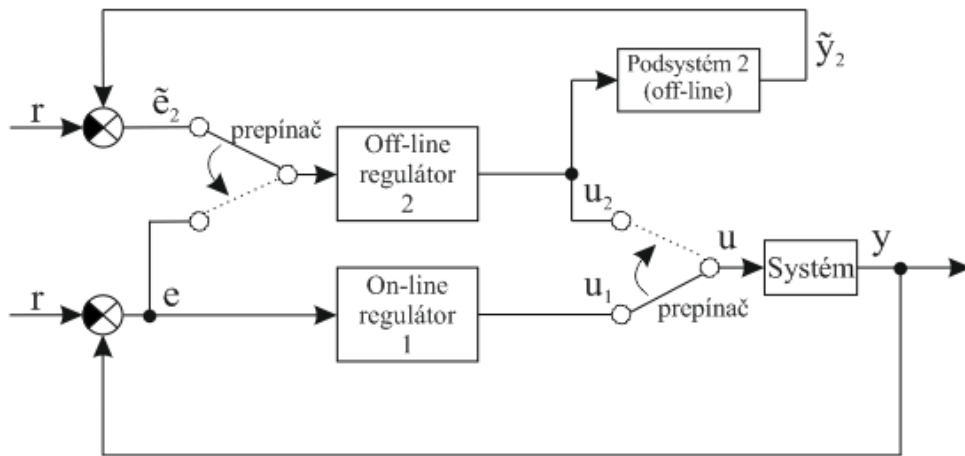 ỹ₂
Podsystém 2
(off-line)
r
ẽ₂
prepínač
Off-line
regulátor
2
u₂
u
y
Systém
r
e
On-line
regulátor
1
u₁
prepínač